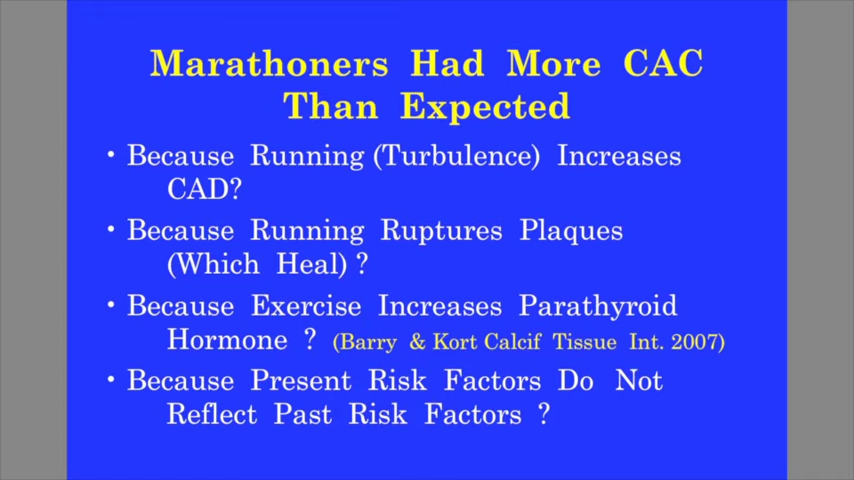 Marathoners Had More CAC
Than Expected
• Because Running (Turbulence) Increases
CAD?
• Because Running Ruptures Plaques
(Which Heal) ?
• Because Exercise Increases Parathyroid
Hormone ? (Barry & Kort Calcif Tissue Int. 2007)
• Because Present Risk Factors Do Not
Reflect Past Risk Factors ?